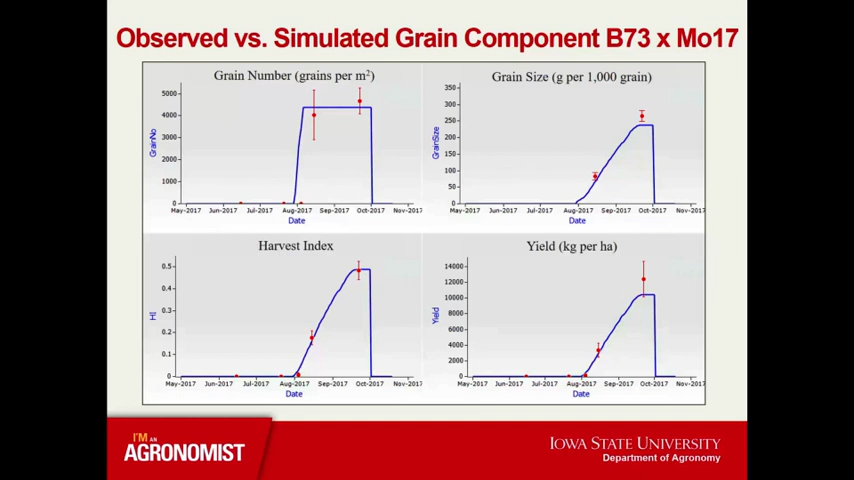 Observed vs. Simulated Grain Component B73 x Mo17
Grain Number (grains per m²)
5000
4000
3000
2000
1000
0
GrainNo
May-2017 Jun-2017 Jul-2017 Aug-2017 Sep-2017 Oct-2017 Nov-2017
Date
Grain Size (g per 1,000 grain)
350
300
250
200
150
100
50
0
GrainSize
May-2017 Jun-2017 Jul-2017 Aug-2017 Sep-2017 Oct-2017 Nov-2017
Date
Harvest Index
0.5
0.4
0.3
0.2
0.1
0
HI
May-2017 Jun-2017 Jul-2017 Aug-2017 Sep-2017 Oct-2017 Nov-2017
Date
Yield (kg per ha)
14000
12000
10000
8000
6000
4000
2000
0
Yield
May-2017 Jun-2017 Jul-2017 Aug-2017 Sep-2017 Oct-2017 Nov-2017
Date
I'M AN
AGRONOMIST
IOWA STATE UNIVERSITY
Department of Agronomy